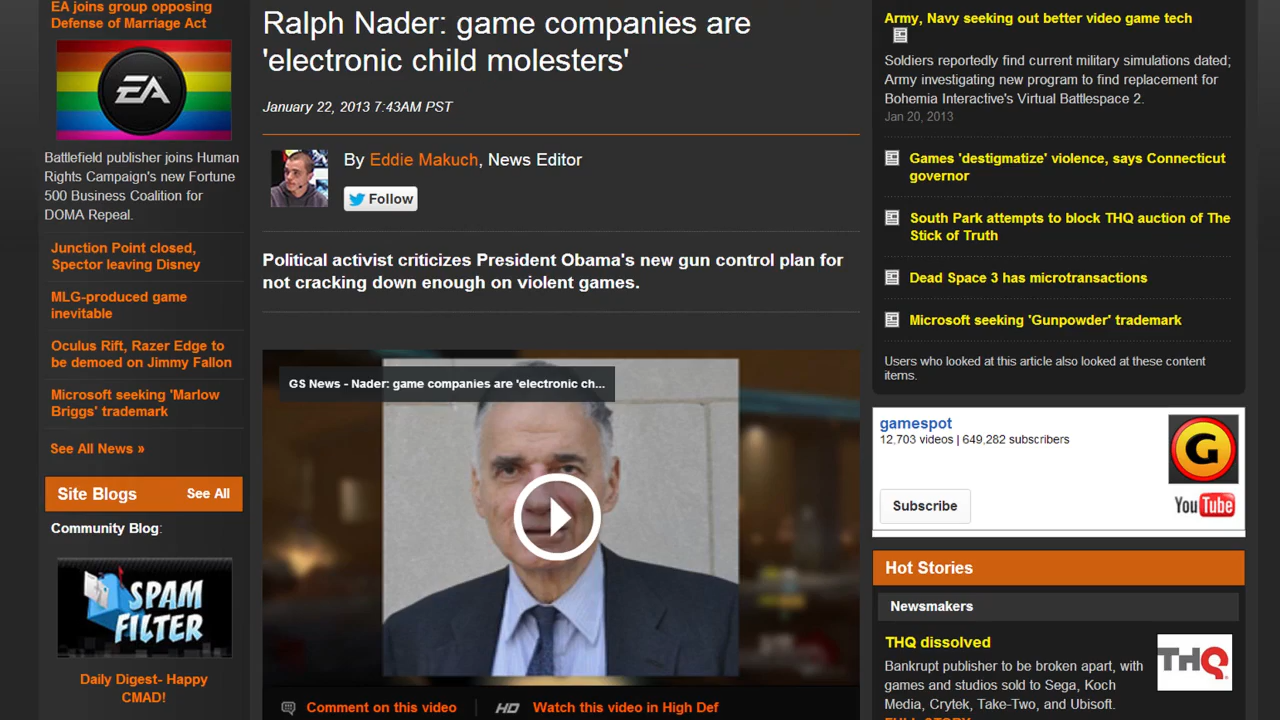 EA joins group opposing
Defense of Marriage Act
EA
Battlefield publisher joins Human
Rights Campaign's new Fortune
500 Business Coalition for
DOMA Repeal.
Junction Point closed,
Spector leaving Disney
MLG-produced game
inevitable
Oculus Rift, Razer Edge to
be demoed on Jimmy Fallon
Microsoft seeking 'Marlow
Briggs' trademark
See All News »
Site Blogs See All
Community Blog:
SPAM
FILTER
Daily Digest- Happy
CMAD!
Ralph Nader: game companies are
'electronic child molesters'
January 22, 2013 7:43AM PST
By Eddie Makuch, News Editor
Follow
Political activist criticizes President Obama's new gun control plan for
not cracking down enough on violent games.
GS News - Nader: game companies are 'electronic ch...
Comment on this video
HD Watch this video in High Def
Army, Navy seeking out better video game tech
Soldiers reportedly find current military simulations dated;
Army investigating new program to find replacement for
Bohemia Interactive's Virtual Battlespace 2.
Jan 20, 2013
Games 'destigmatize' violence, says Connecticut
governor
South Park attempts to block THQ auction of The
Stick of Truth
Dead Space 3 has microtransactions
Microsoft seeking 'Gunpowder' trademark
Users who looked at this article also looked at these content
items.
gamespot
12,703 videos | 649,282 subscribers
G
Subscribe
YouTube
Hot Stories
Newsmakers
THQ dissolved
Bankrupt publisher to be broken apart, with
games and studios sold to Sega, Koch
Media, Crytek, Take-Two, and Ubisoft.
FULL STORY
THQ